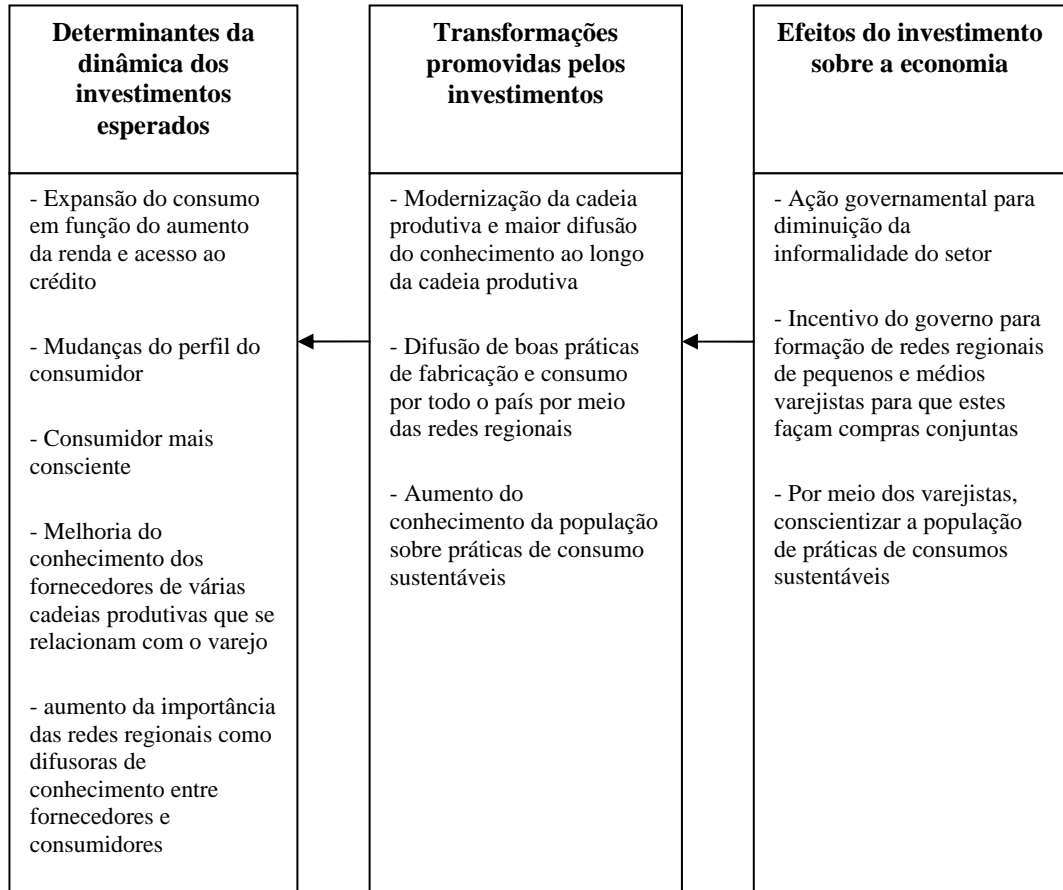 Determinantes da
dinâmica dos
investimentos
esperados
- Expansão do consumo
em função do aumento
da renda e acesso ao
crédito
- Mudanças do perfil do
consumidor
- Consumidor mais
consciente
- Melhoria do
conhecimento dos
fornecedores de várias
cadeias produtivas que se
relacionam com o varejo
- aumento da importância
das redes regionais como
difusoras de
conhecimento entre
fornecedores e
consumidores
Transformações
promovidas pelos
investimentos
- Modernização da cadeia
produtiva e maior difusão
do conhecimento ao longo
da cadeia produtiva
- Difusão de boas práticas
de fabricação e consumo
por todo o país por meio
das redes regionais
- Aumento do
conhecimento da população
sobre práticas de consumo
sustentáveis
Efeitos do investimento
sobre a economia
- Ação governamental para
diminuição da
informalidade do setor
- Incentivo do governo para
formação de redes regionais
de pequenos e médios
varejistas para que estes
façam compras conjuntas
- Por meio dos varejistas,
conscientizar a população
de práticas de consumos
sustentáveis